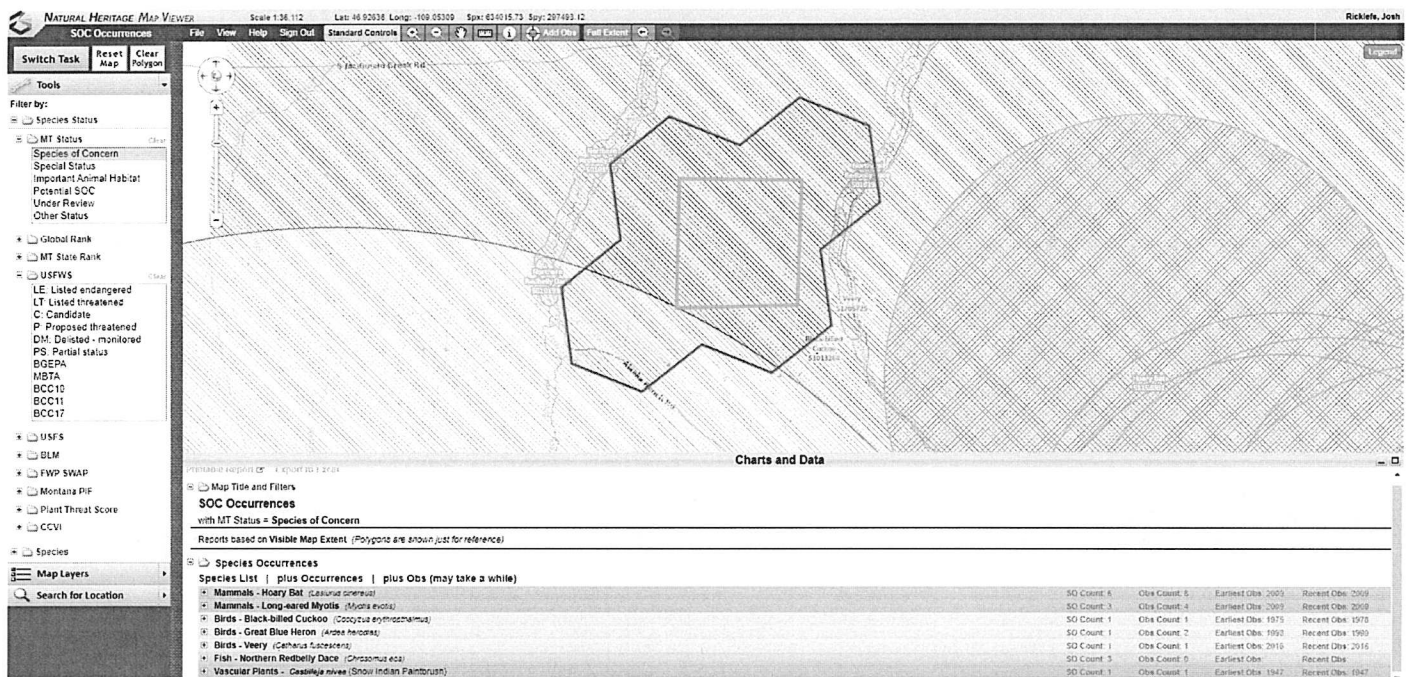 NATURAL HERITAGE MAP VIEWER
Scale 1:36,112 Lat: 46.92638 Long: -109.05309 Spx: 634015.73 Spy: 297493.12
Ricklefs, Josh
SOC Occurrences
File View Help Sign Out Standard Controls Add Obs Full Extent
Switch Task
Reset Map
Clear Polygon
Legend
Tools
Filter by:
Species Status
MT Status Clear
Species of Concern
Special Status
Important Animal Habitat
Potential SOC
Under Review
Other Status
Global Rank
MT State Rank
USFWS Clear
LE: Listed endangered
LT: Listed threatened
C: Candidate
P: Proposed threatened
DM: Delisted - monitored
PS: Partial status
BGEPA
MBTA
BCC10
BCC11
BCC17
USFS
BLM
FWP SWAP
Montana PIF
Plant Threat Score
CCVI
Species
Map Layers
Search for Location
Creek Rd
Veery
Black-billed
Cuckoo
Charts and Data
Printable Report Export to Excel
Map Title and Filters
SOC Occurrences
with MT Status = Species of Concern
Reports based on Visible Map Extent (Polygons are shown just for reference)
Species Occurrences
Species List | plus Occurrences | plus Obs (may take a while)
Mammals - Hoary Bat (Lasiurus cinereus) SO Count: 6 Obs Count: 6 Earliest Obs: 2009 Recent Obs: 2009
Mammals - Long-eared Myotis (Myotis evotis) SO Count: 3 Obs Count: 4 Earliest Obs: 2009 Recent Obs: 2009
Birds - Black-billed Cuckoo (Coccyzus erythropthalmus) SO Count: 1 Obs Count: 1 Earliest Obs: Recent Obs: 1978
Birds - Great Blue Heron (Ardea herodias) SO Count: 1 Obs Count: 2 Earliest Obs: Recent Obs:
Birds - Veery (Catharus fuscescens) SO Count: 1 Obs Count: 1 Earliest Obs: 2016 Recent Obs: 2016
Fish - Northern Redbelly Dace (Chrosomus eos) SO Count: 3 Obs Count: 0 Earliest Obs: Recent Obs:
Vascular Plants - Castilleja nivea (Snow Indian Paintbrush) SO Count: 1 Obs Count: 1 Earliest Obs: 1947 Recent Obs: 1947